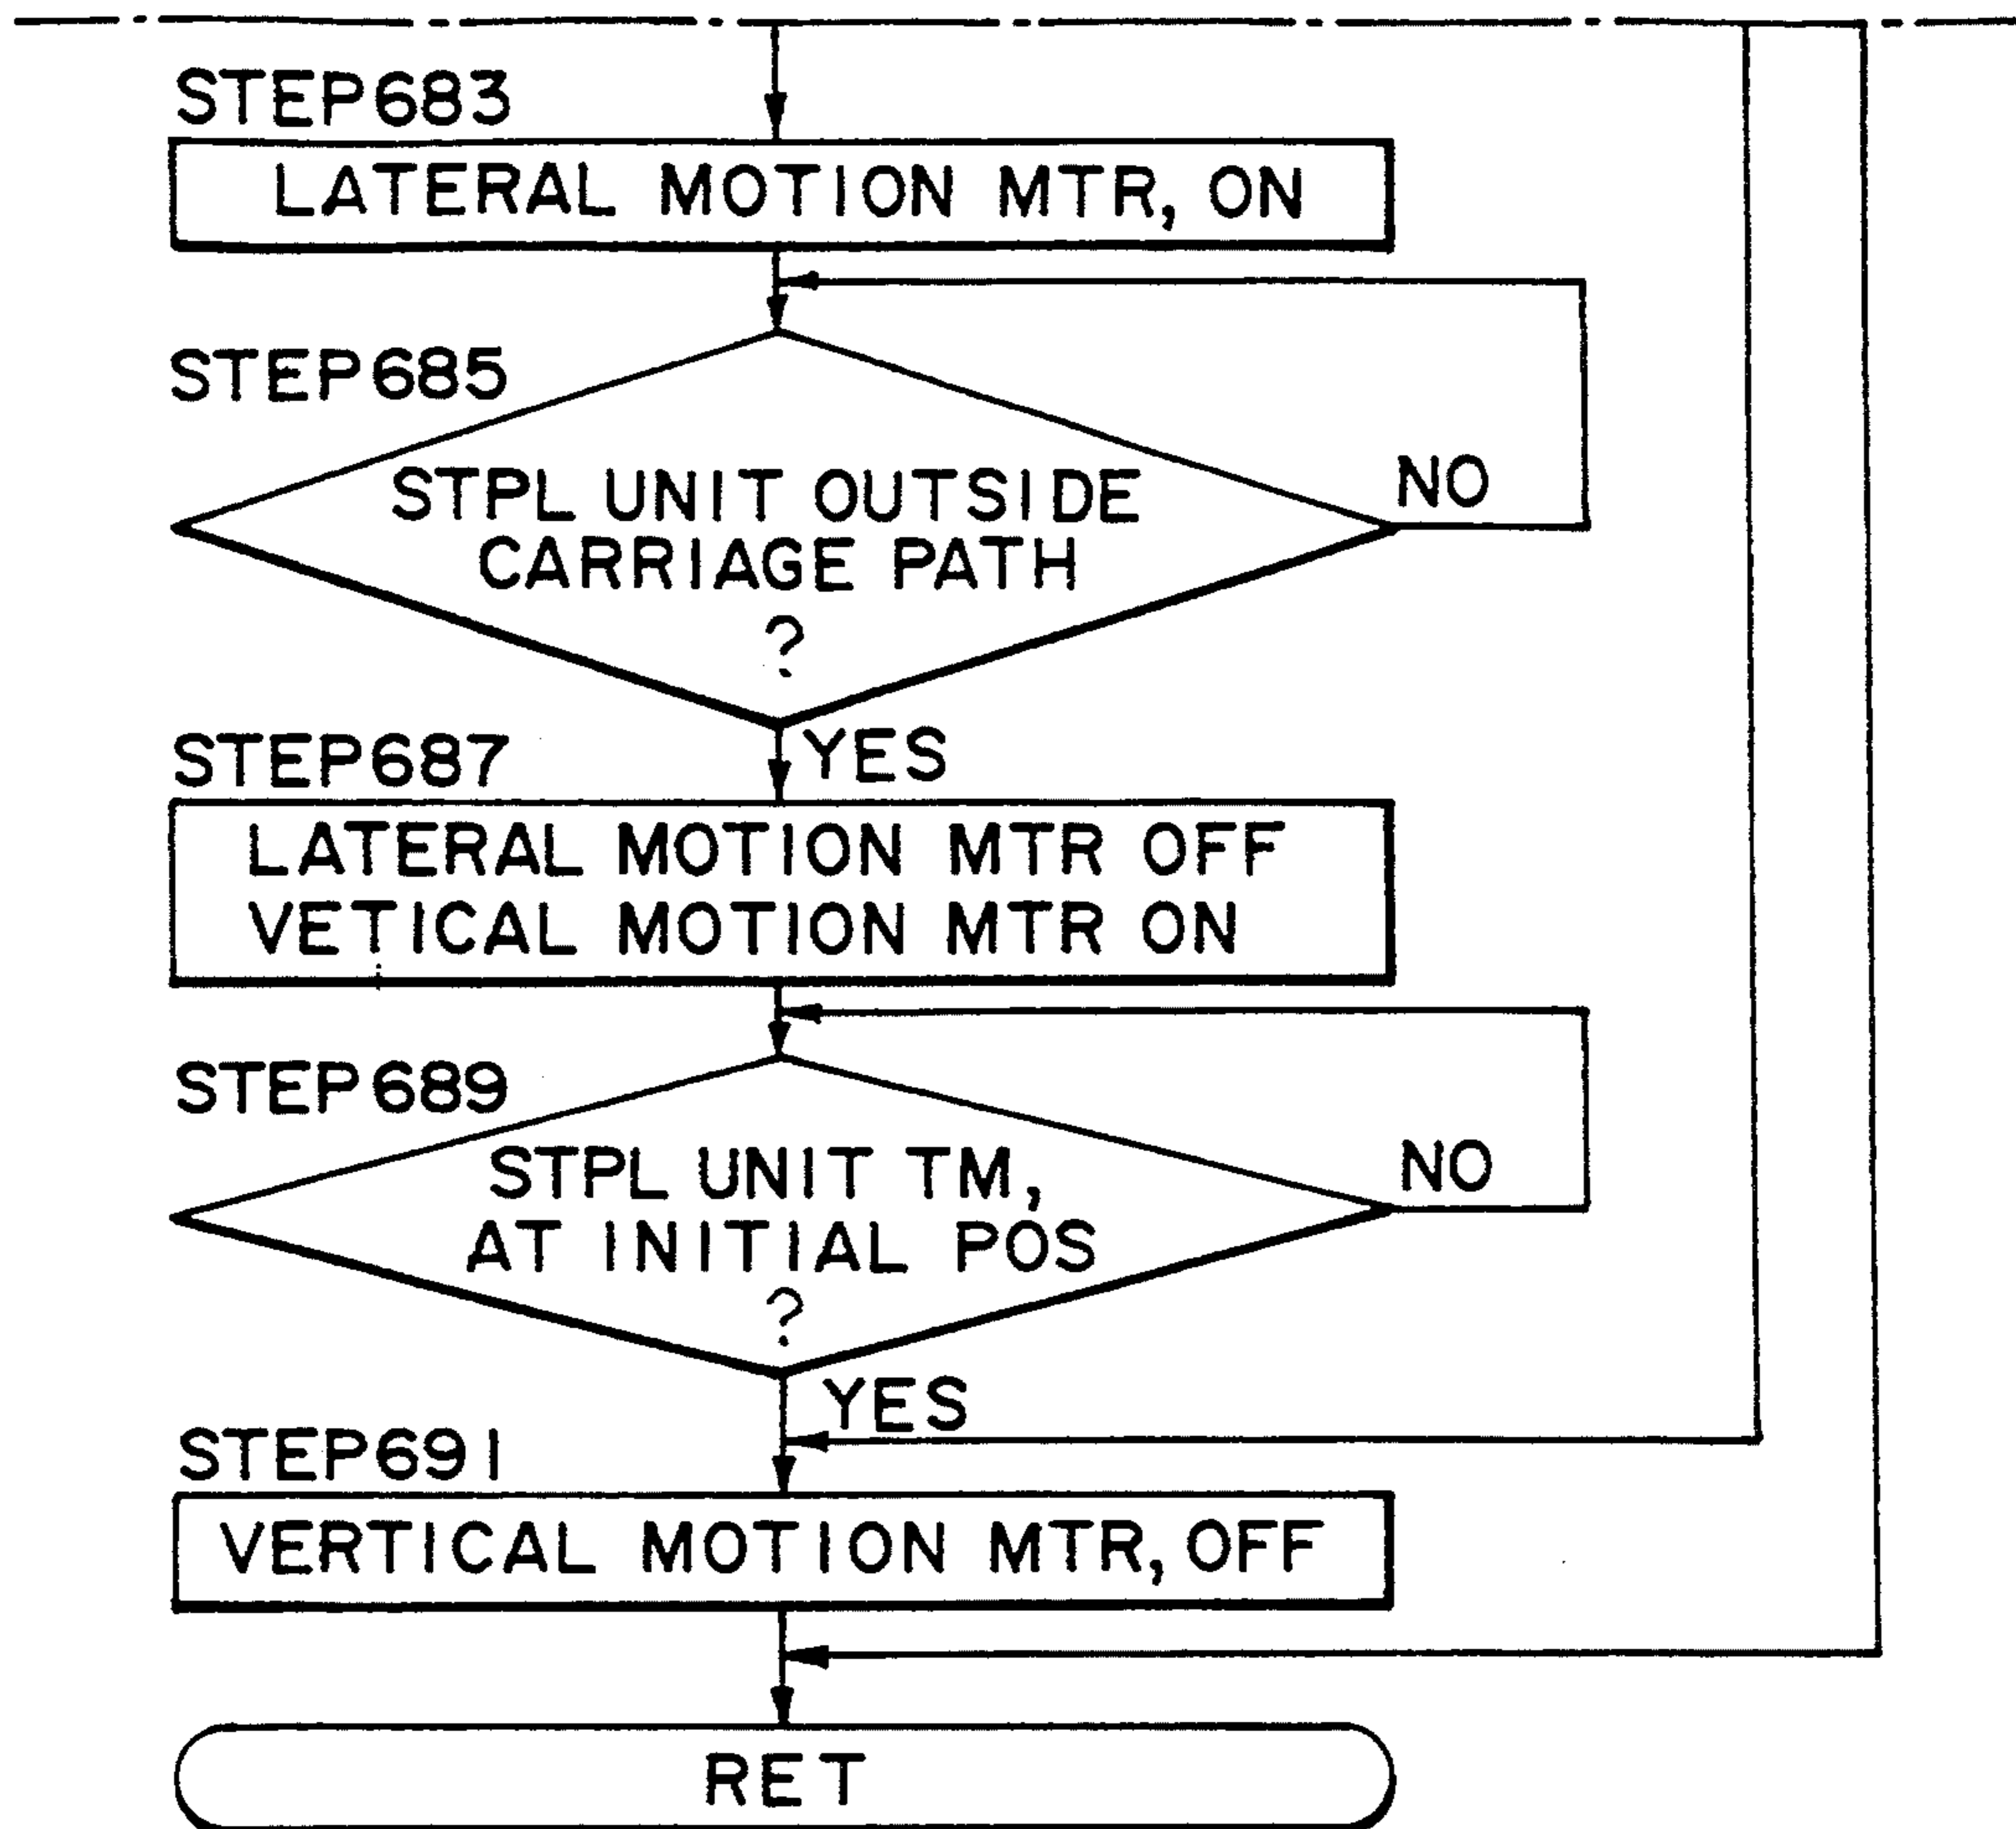 STEP683
LATERAL MOTION MTR, ON
STEP685
STPL UNIT OUTSIDE
CARRIAGE PATH
?
NO
YES
STEP687
LATERAL MOTION MTR OFF
VETICAL MOTION MTR ON
STEP689
STPL UNIT TM,
AT INITIAL POS
?
NO
YES
STEP691
VERTICAL MOTION MTR, OFF
RET